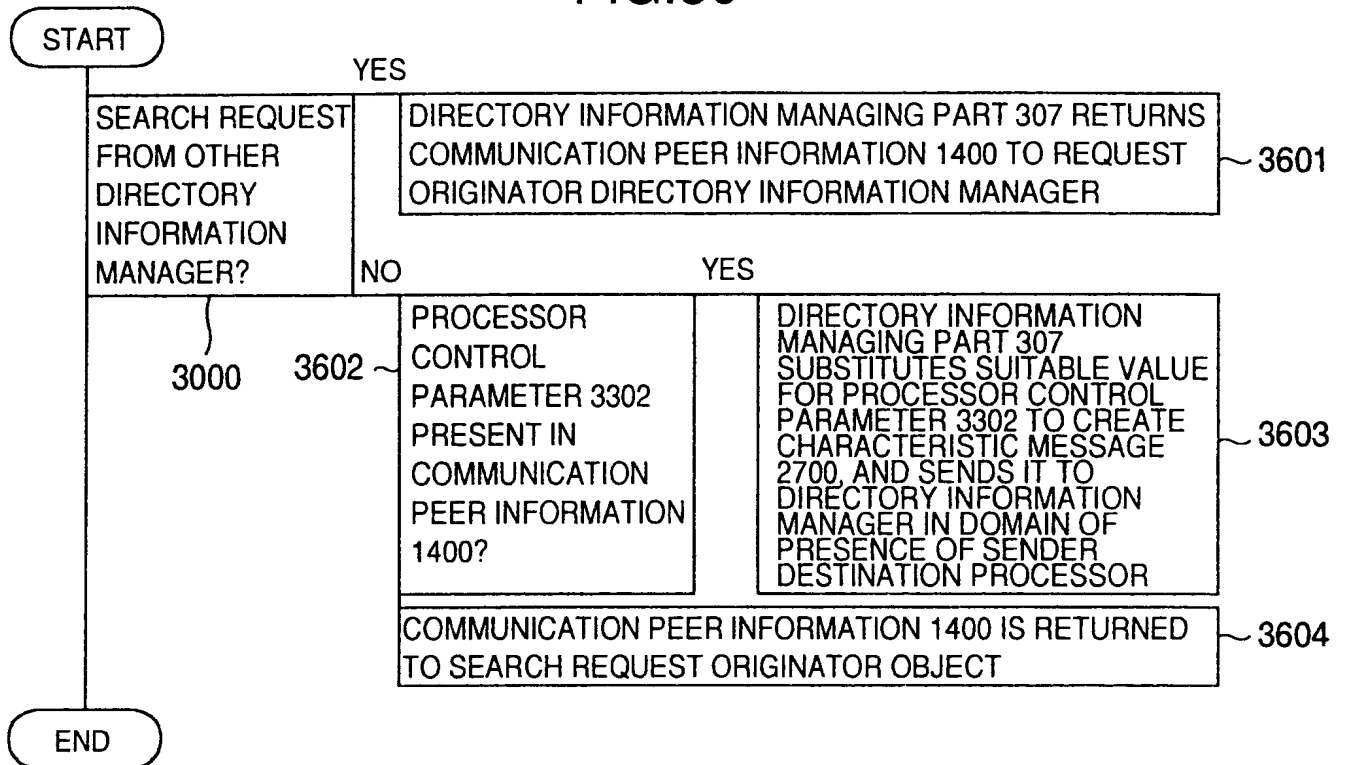 START
YES
SEARCH REQUEST
FROM OTHER
DIRECTORY
INFORMATION
MANAGER?
3000
DIRECTORY INFORMATION MANAGING PART 307 RETURNS
COMMUNICATION PEER INFORMATION 1400 TO REQUEST
ORIGINATOR DIRECTORY INFORMATION MANAGER
3601
NO
YES
3602
PROCESSOR
CONTROL
PARAMETER 3302
PRESENT IN
COMMUNICATION
PEER INFORMATION
1400?
DIRECTORY INFORMATION
MANAGING PART 307
SUBSTITUTES SUITABLE VALUE
FOR PROCESSOR CONTROL
PARAMETER 3302 TO CREATE
CHARACTERISTIC MESSAGE
2700, AND SENDS IT TO
DIRECTORY INFORMATION
MANAGER IN DOMAIN OF
PRESENCE OF SENDER
DESTINATION PROCESSOR
3603
COMMUNICATION PEER INFORMATION 1400 IS RETURNED
TO SEARCH REQUEST ORIGINATOR OBJECT
3604
END